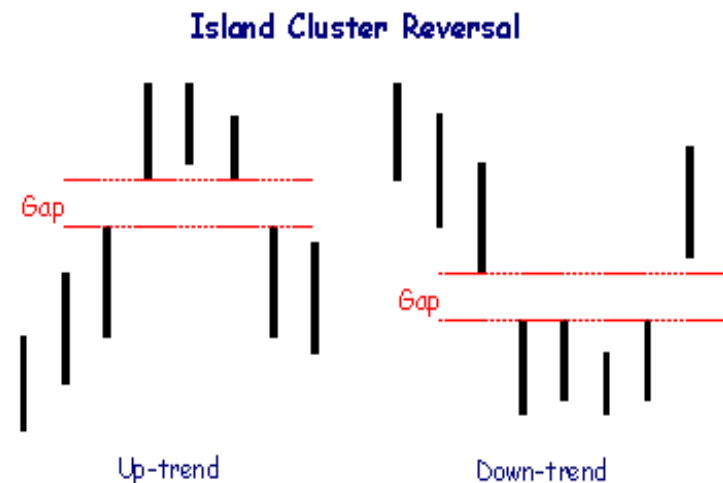 Island Cluster Reversal
Gap
Gap
Up-trend
Down-trend